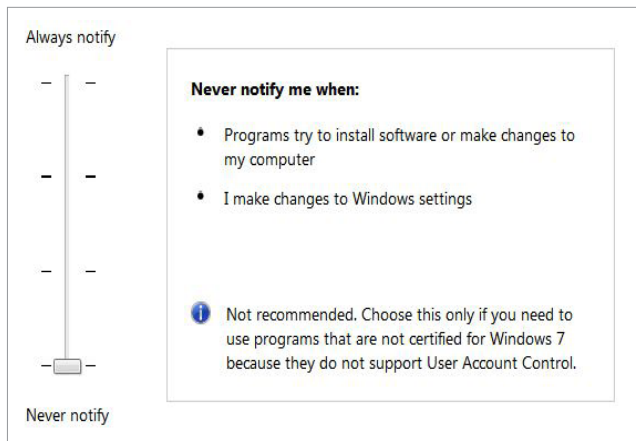 Always notify
Never notify me when:
• Programs try to install software or make changes to
my computer
• I make changes to Windows settings
Not recommended. Choose this only if you need to
use programs that are not certified for Windows 7
because they do not support User Account Control.
Never notify